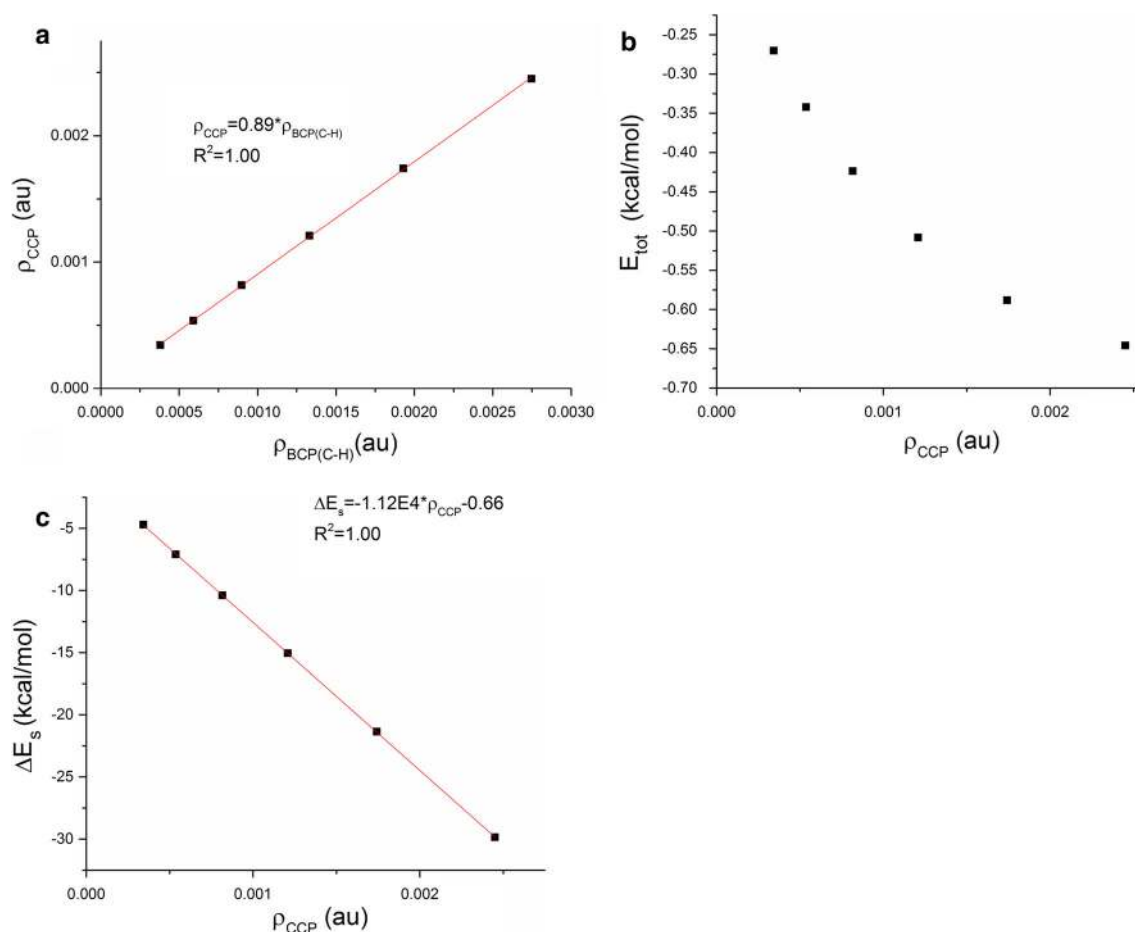 a
ρCCP=0.89*ρBCP(C-H)
R²=1.00
ρCCP (au)
0.002
0.001
0.000
0.0000 0.0005 0.0010 0.0015 0.0020 0.0025 0.0030
ρBCP(C-H)(au)
b
Etot (kcal/mol)
-0.25
-0.30
-0.35
-0.40
-0.45
-0.50
-0.55
-0.60
-0.65
-0.70
0.000 0.001 0.002
ρCCP (au)
c
ΔEs=-1.12E4*ρCCP-0.66
R²=1.00
ΔEs (kcal/mol)
-5
-10
-15
-20
-25
-30
0.000 0.001 0.002
ρCCP (au)